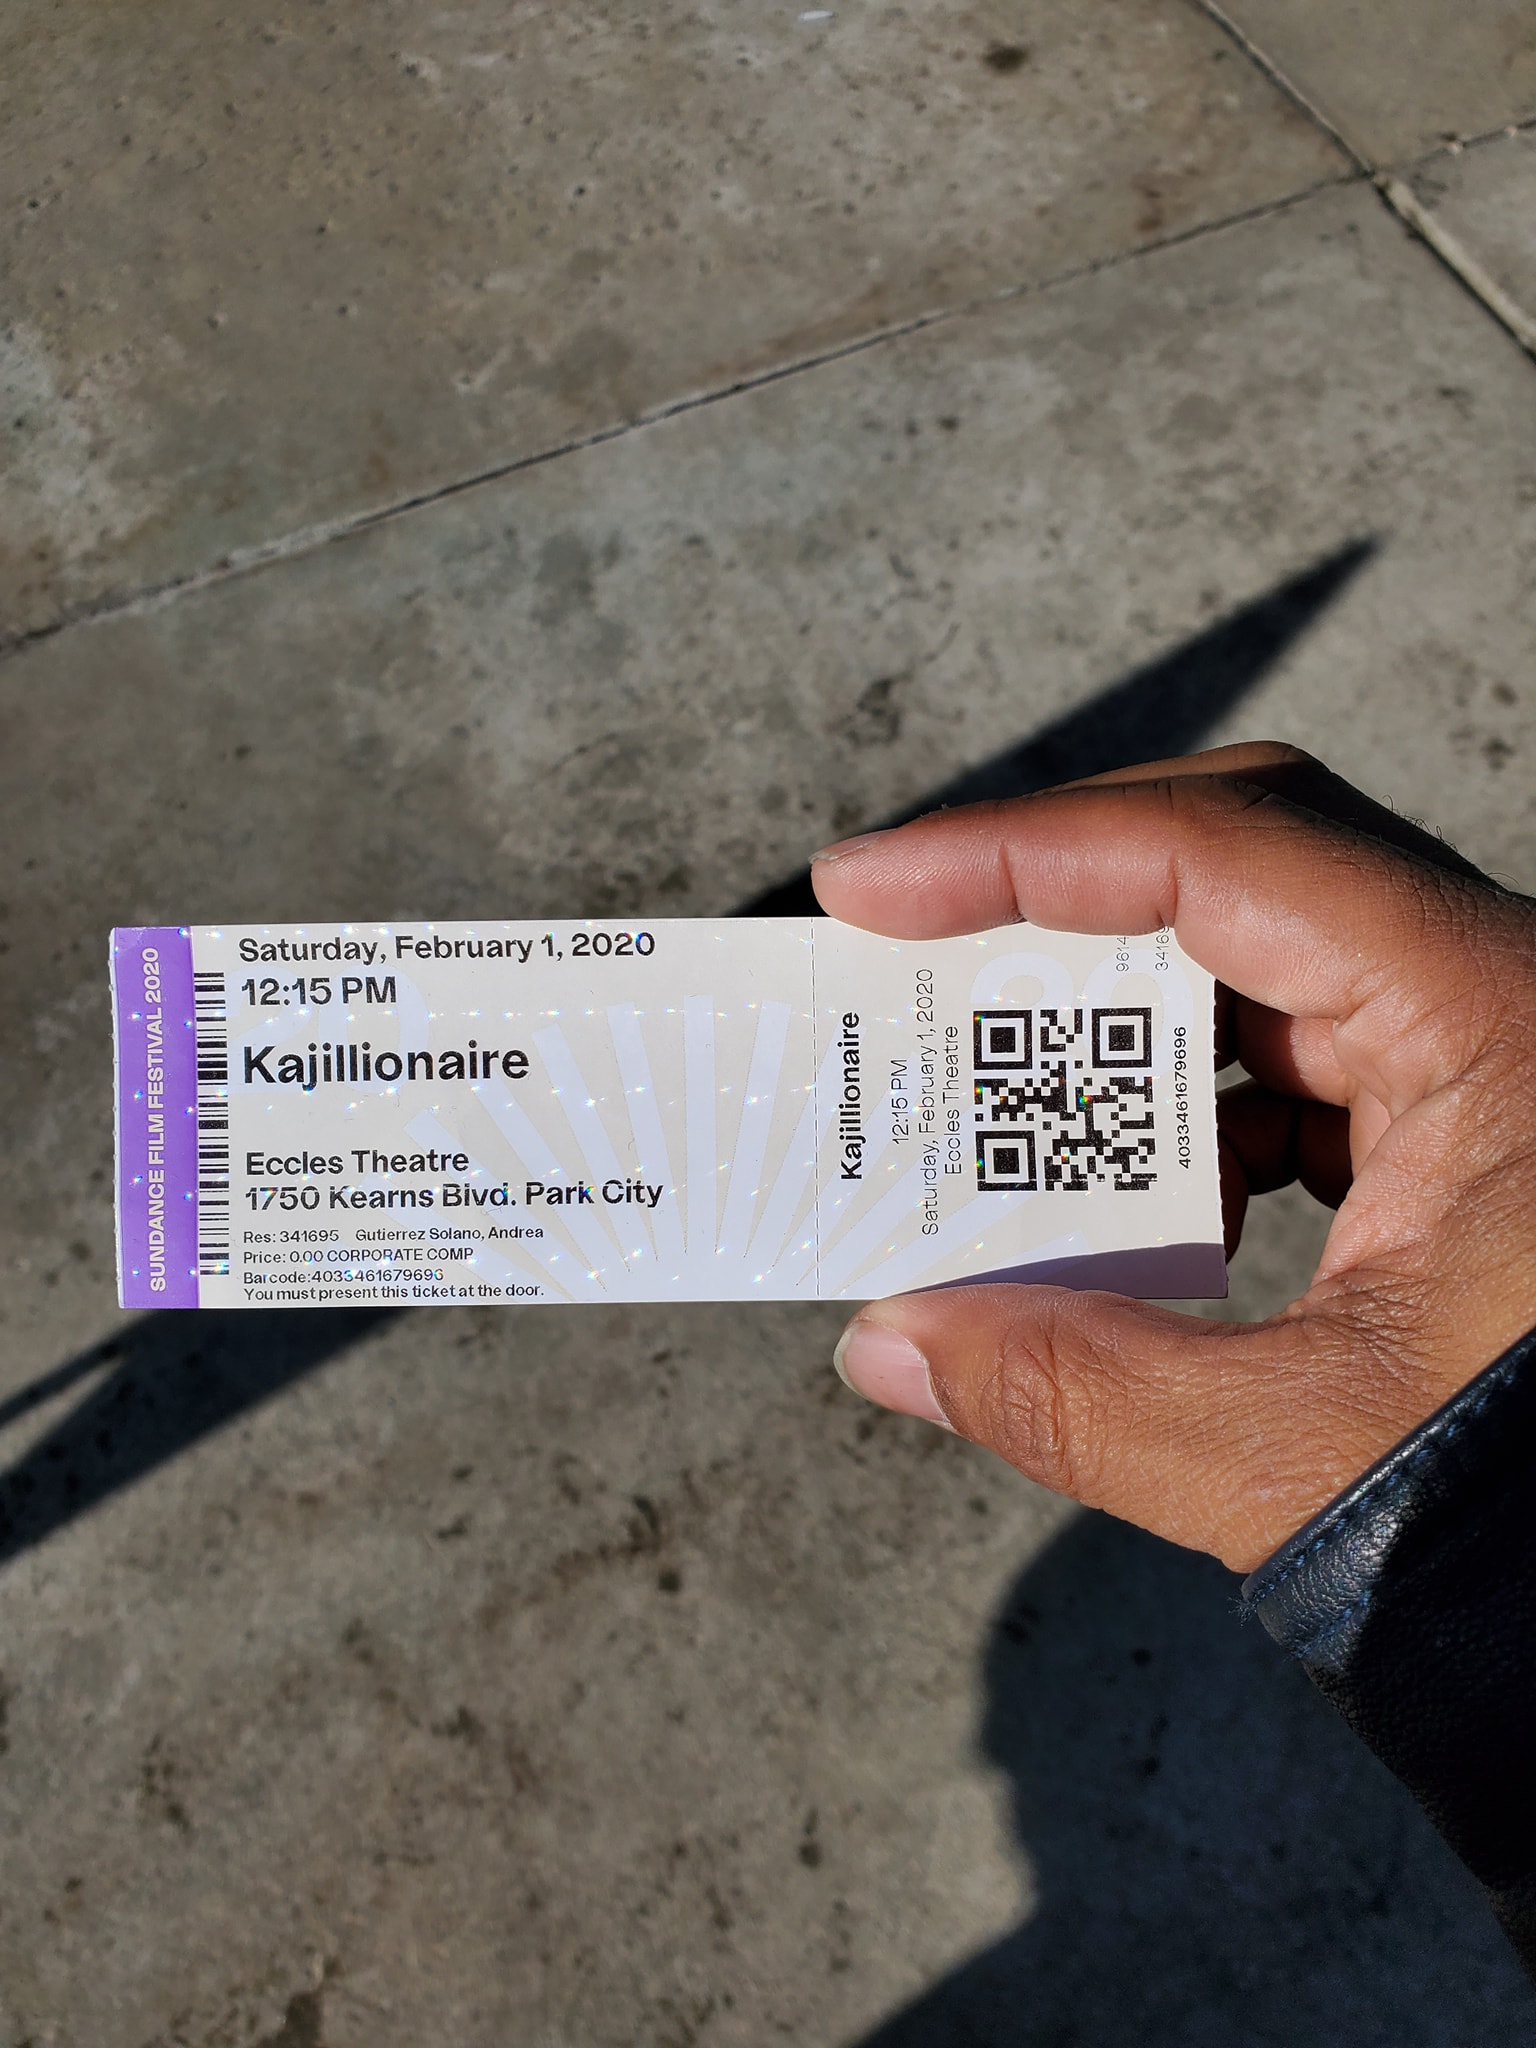 SUNDANCE FILM FESTIVAL 2020
Saturday, February 1, 2020
12:15 PM
Kajillionaire
Eccles Theatre
1750 Kearns Blvd. Park City
Res: 341695 Gutierrez Solano, Andrea
Price: 0.00 CORPORATE COMP
Barcode:4033461679696
You must present this ticket at the door.
Kajillionaire
12:15 PM
Saturday, February 1, 2020
Eccles Theatre
4033461679696